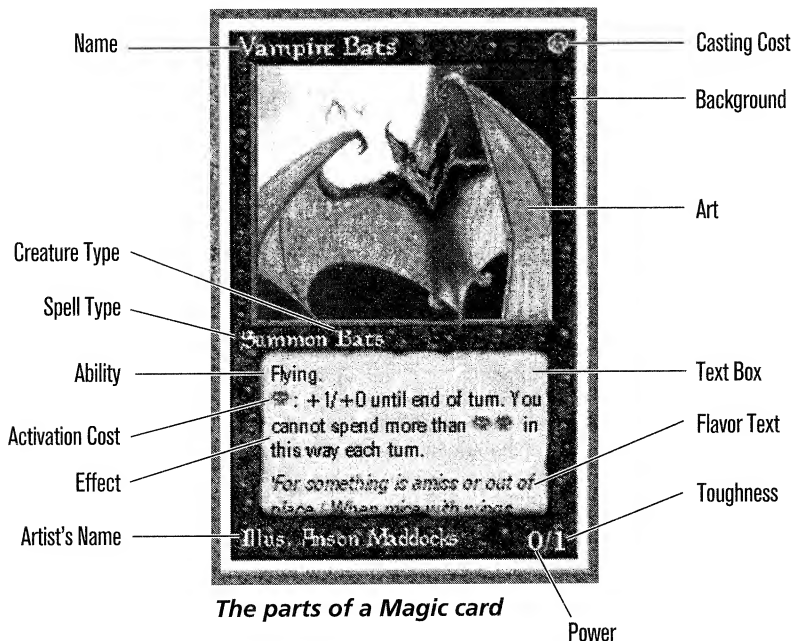 Name
Vampire Bats
Casting Cost
Background
Art
Creature Type
Spell Type
Summon Bats
Ability
Flying.
Text Box
: +1/+0 until end of turn. You
Activation Cost
cannot spend more than in
Flavor Text
this way each turn.
Effect
"For something is amiss or out of
Toughness
place / When mice with wings
Artist's Name
Illus. Anson Maddocks
0/1
The parts of a Magic card
Power